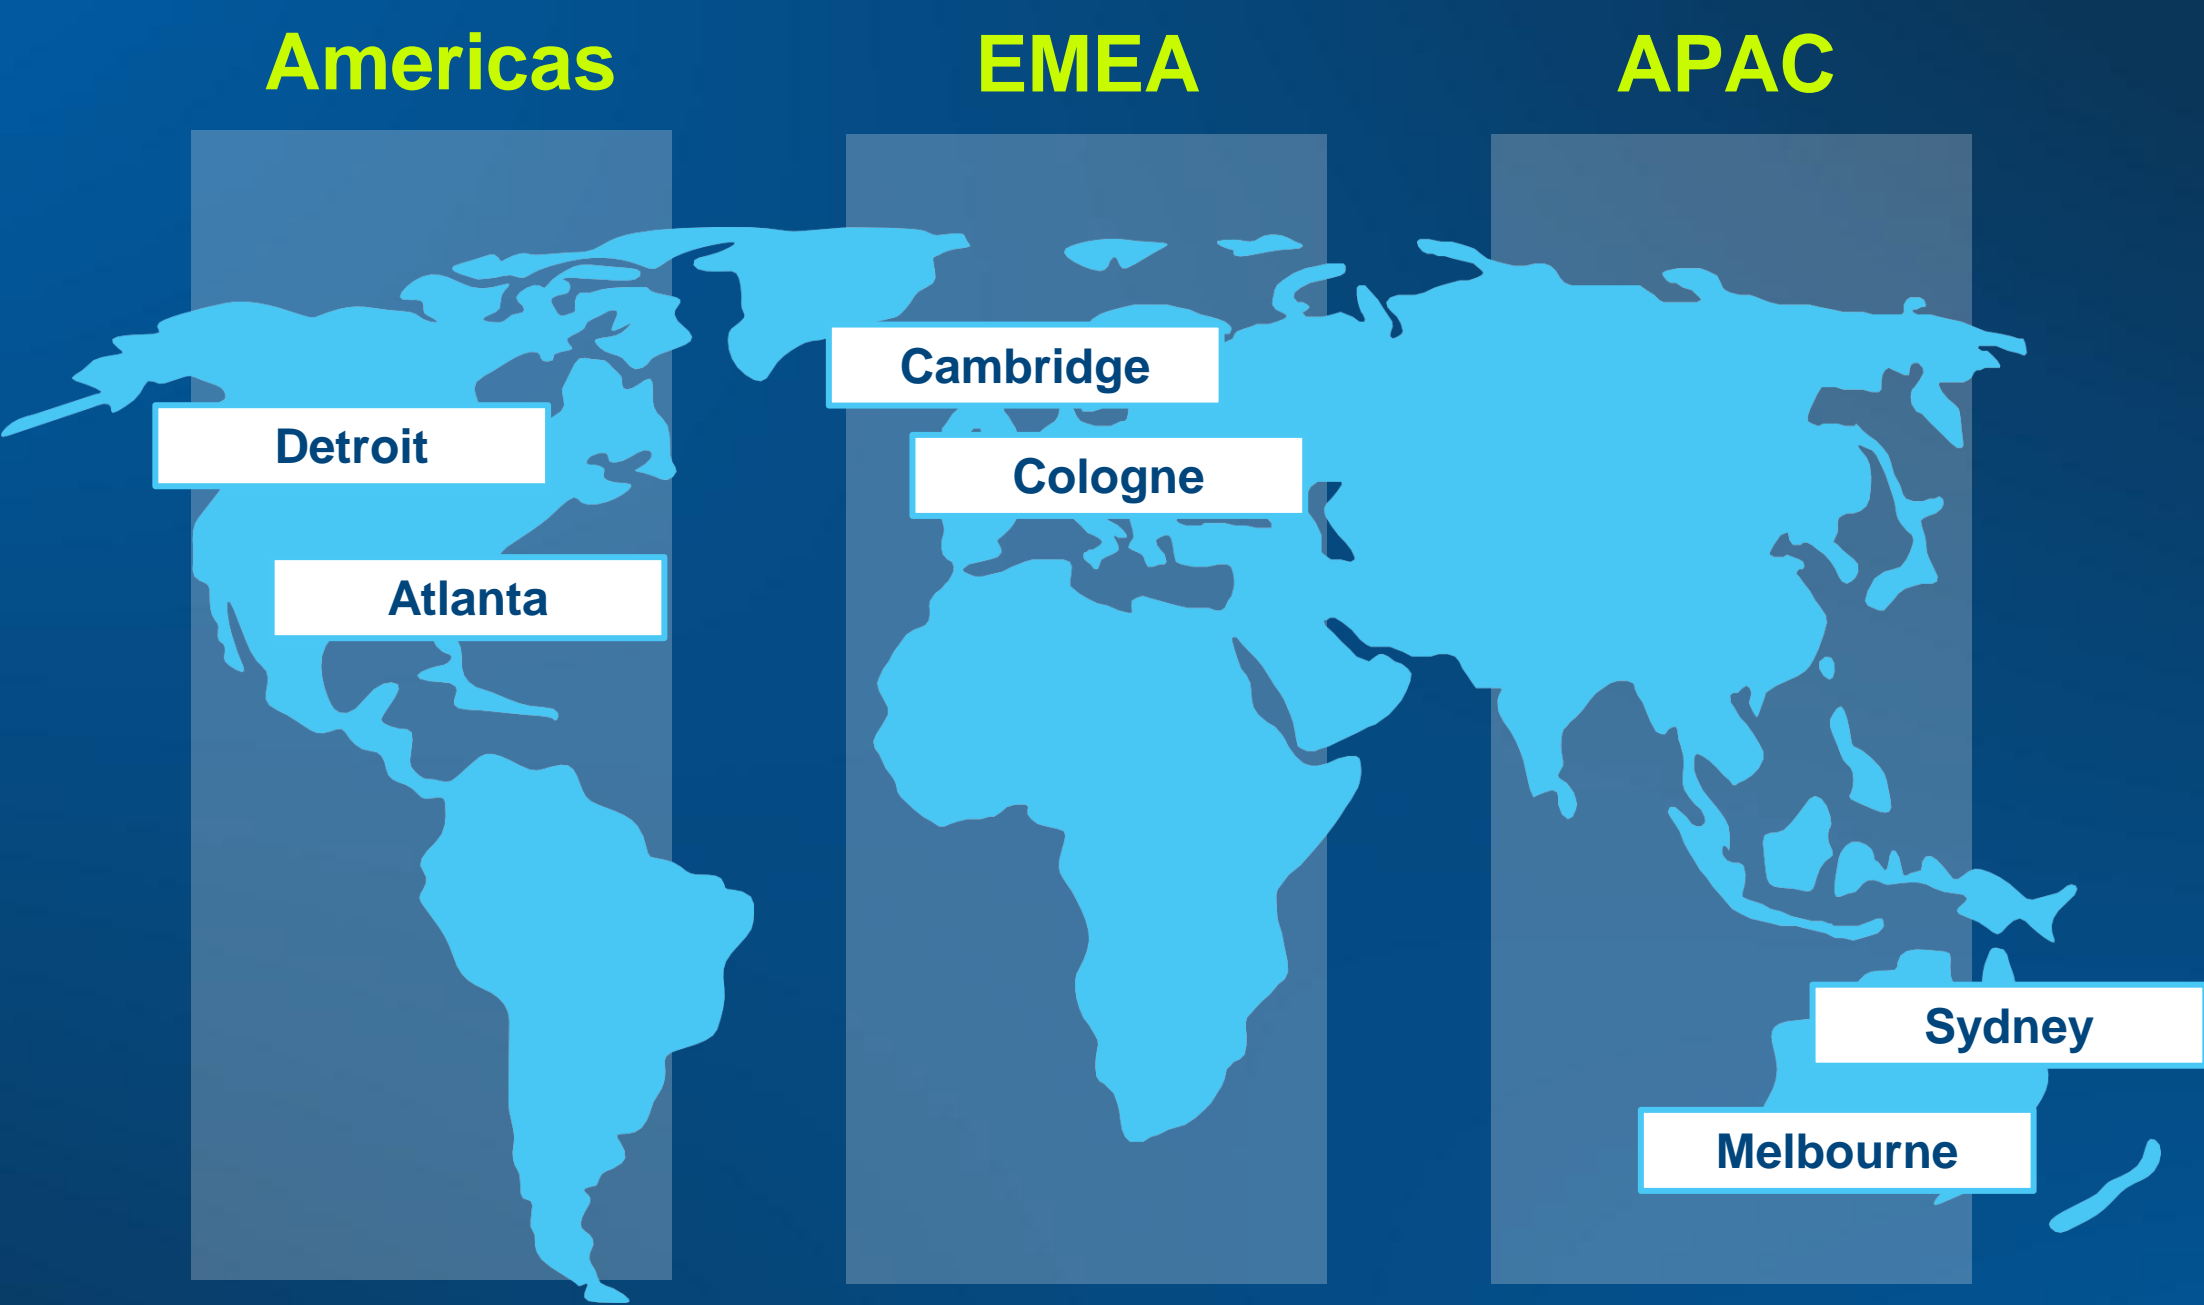 Americas
EMEA
APAC
Cambridge
Detroit
Cologne
Atlanta
Sydney
Melbourne